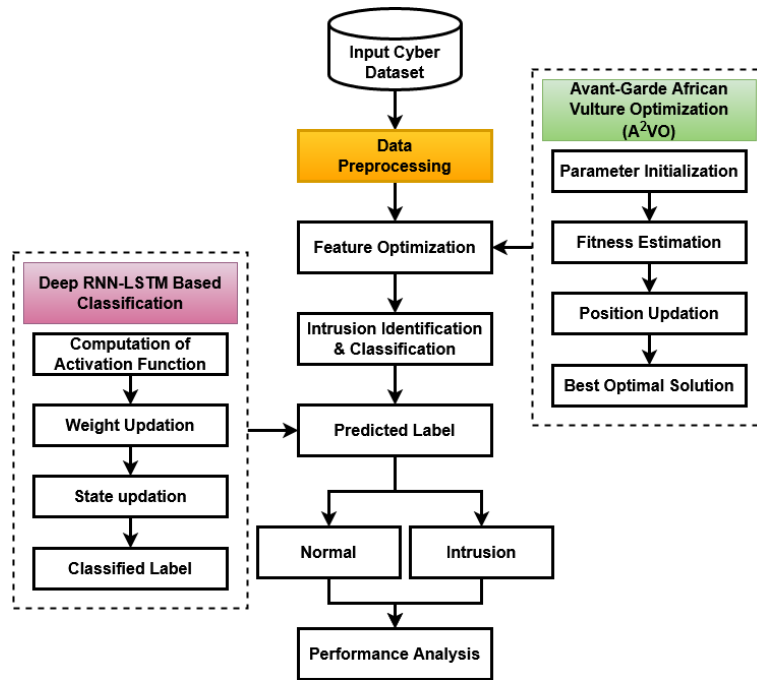 Input Cyber
Dataset
Data
Preprocessing
Feature Optimization
Intrusion Identification
& Classification
Predicted Label
Normal
Intrusion
Performance Analysis
Avant-Garde African
Vulture Optimization
(A²VO)
Parameter Initialization
Fitness Estimation
Position Updation
Best Optimal Solution
Deep RNN-LSTM Based
Classification
Computation of
Activation Function
Weight Updation
State updation
Classified Label